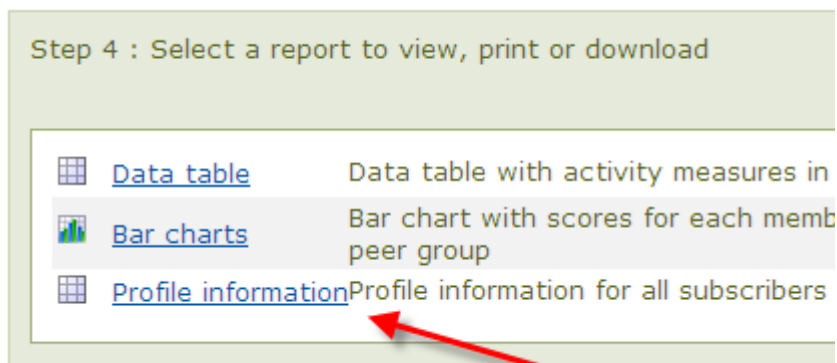 Step 4 : Select a report to view, print or download
Data table Data table with activity measures in
Bar charts Bar chart with scores for each
peer group
Profile information Profile information for all subscribers